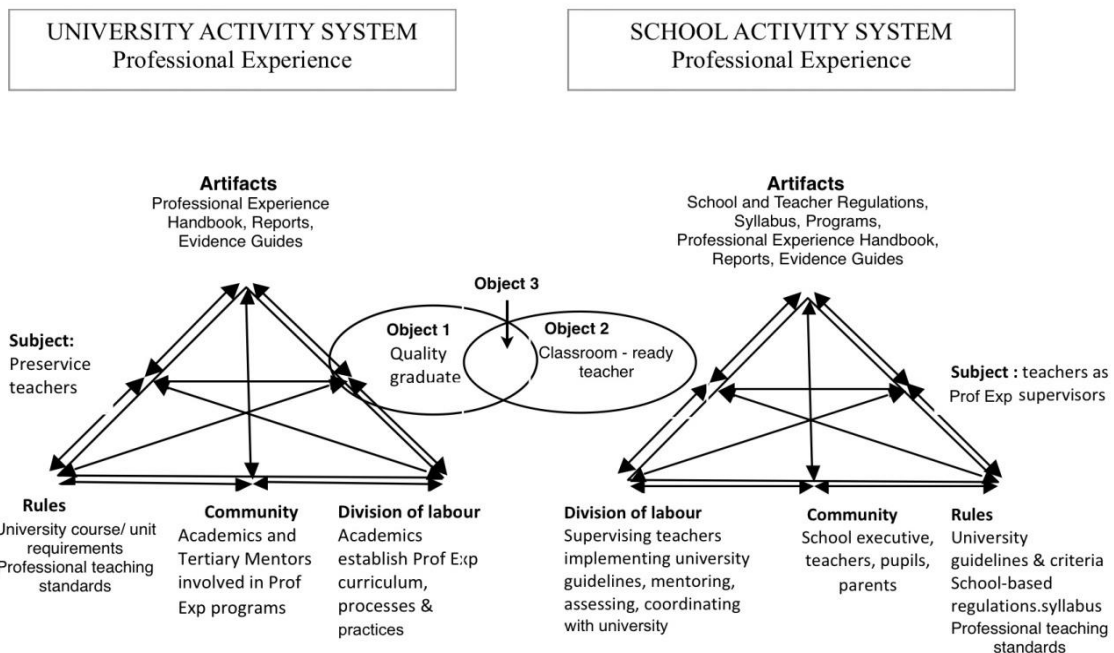 UNIVERSITY ACTIVITY SYSTEM
Professional Experience
SCHOOL ACTIVITY SYSTEM
Professional Experience
Artifacts
Professional Experience
Handbook, Reports,
Evidence Guides
Artifacts
School and Teacher Regulations,
Syllabus, Programs,
Professional Experience Handbook,
Reports, Evidence Guides
Object 3
Subject:
Preservice
teachers
Object 1
Quality
graduate
Object 2
Classroom - ready
teacher
Subject : teachers as
Prof Exp supervisors
Rules
University course/ unit
requirements
Professional teaching
standards
Community
Academics and
Tertiary Mentors
involved in Prof
Exp programs
Division of labour
Academics
establish Prof Exp
curriculum,
processes &
practices
Division of labour
Supervising teachers
implementing university
guidelines, mentoring,
assessing, coordinating
with university
Community
School executive,
teachers, pupils,
parents
Rules
University
guidelines & criteria
School-based
regulations.syllabus
Professional teaching
standards